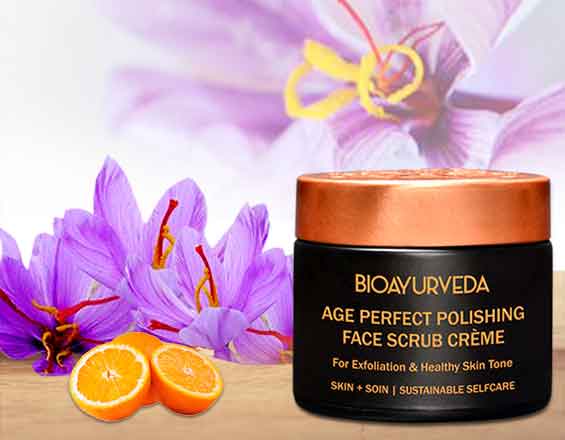 BIOAYURVEDA
AGE PERFECT POLISHING
FACE SCRUB CRÈME
For Exfoliation & Healthy Skin Tone
SKIN + SOIN | SUSTAINABLE SELFCARE